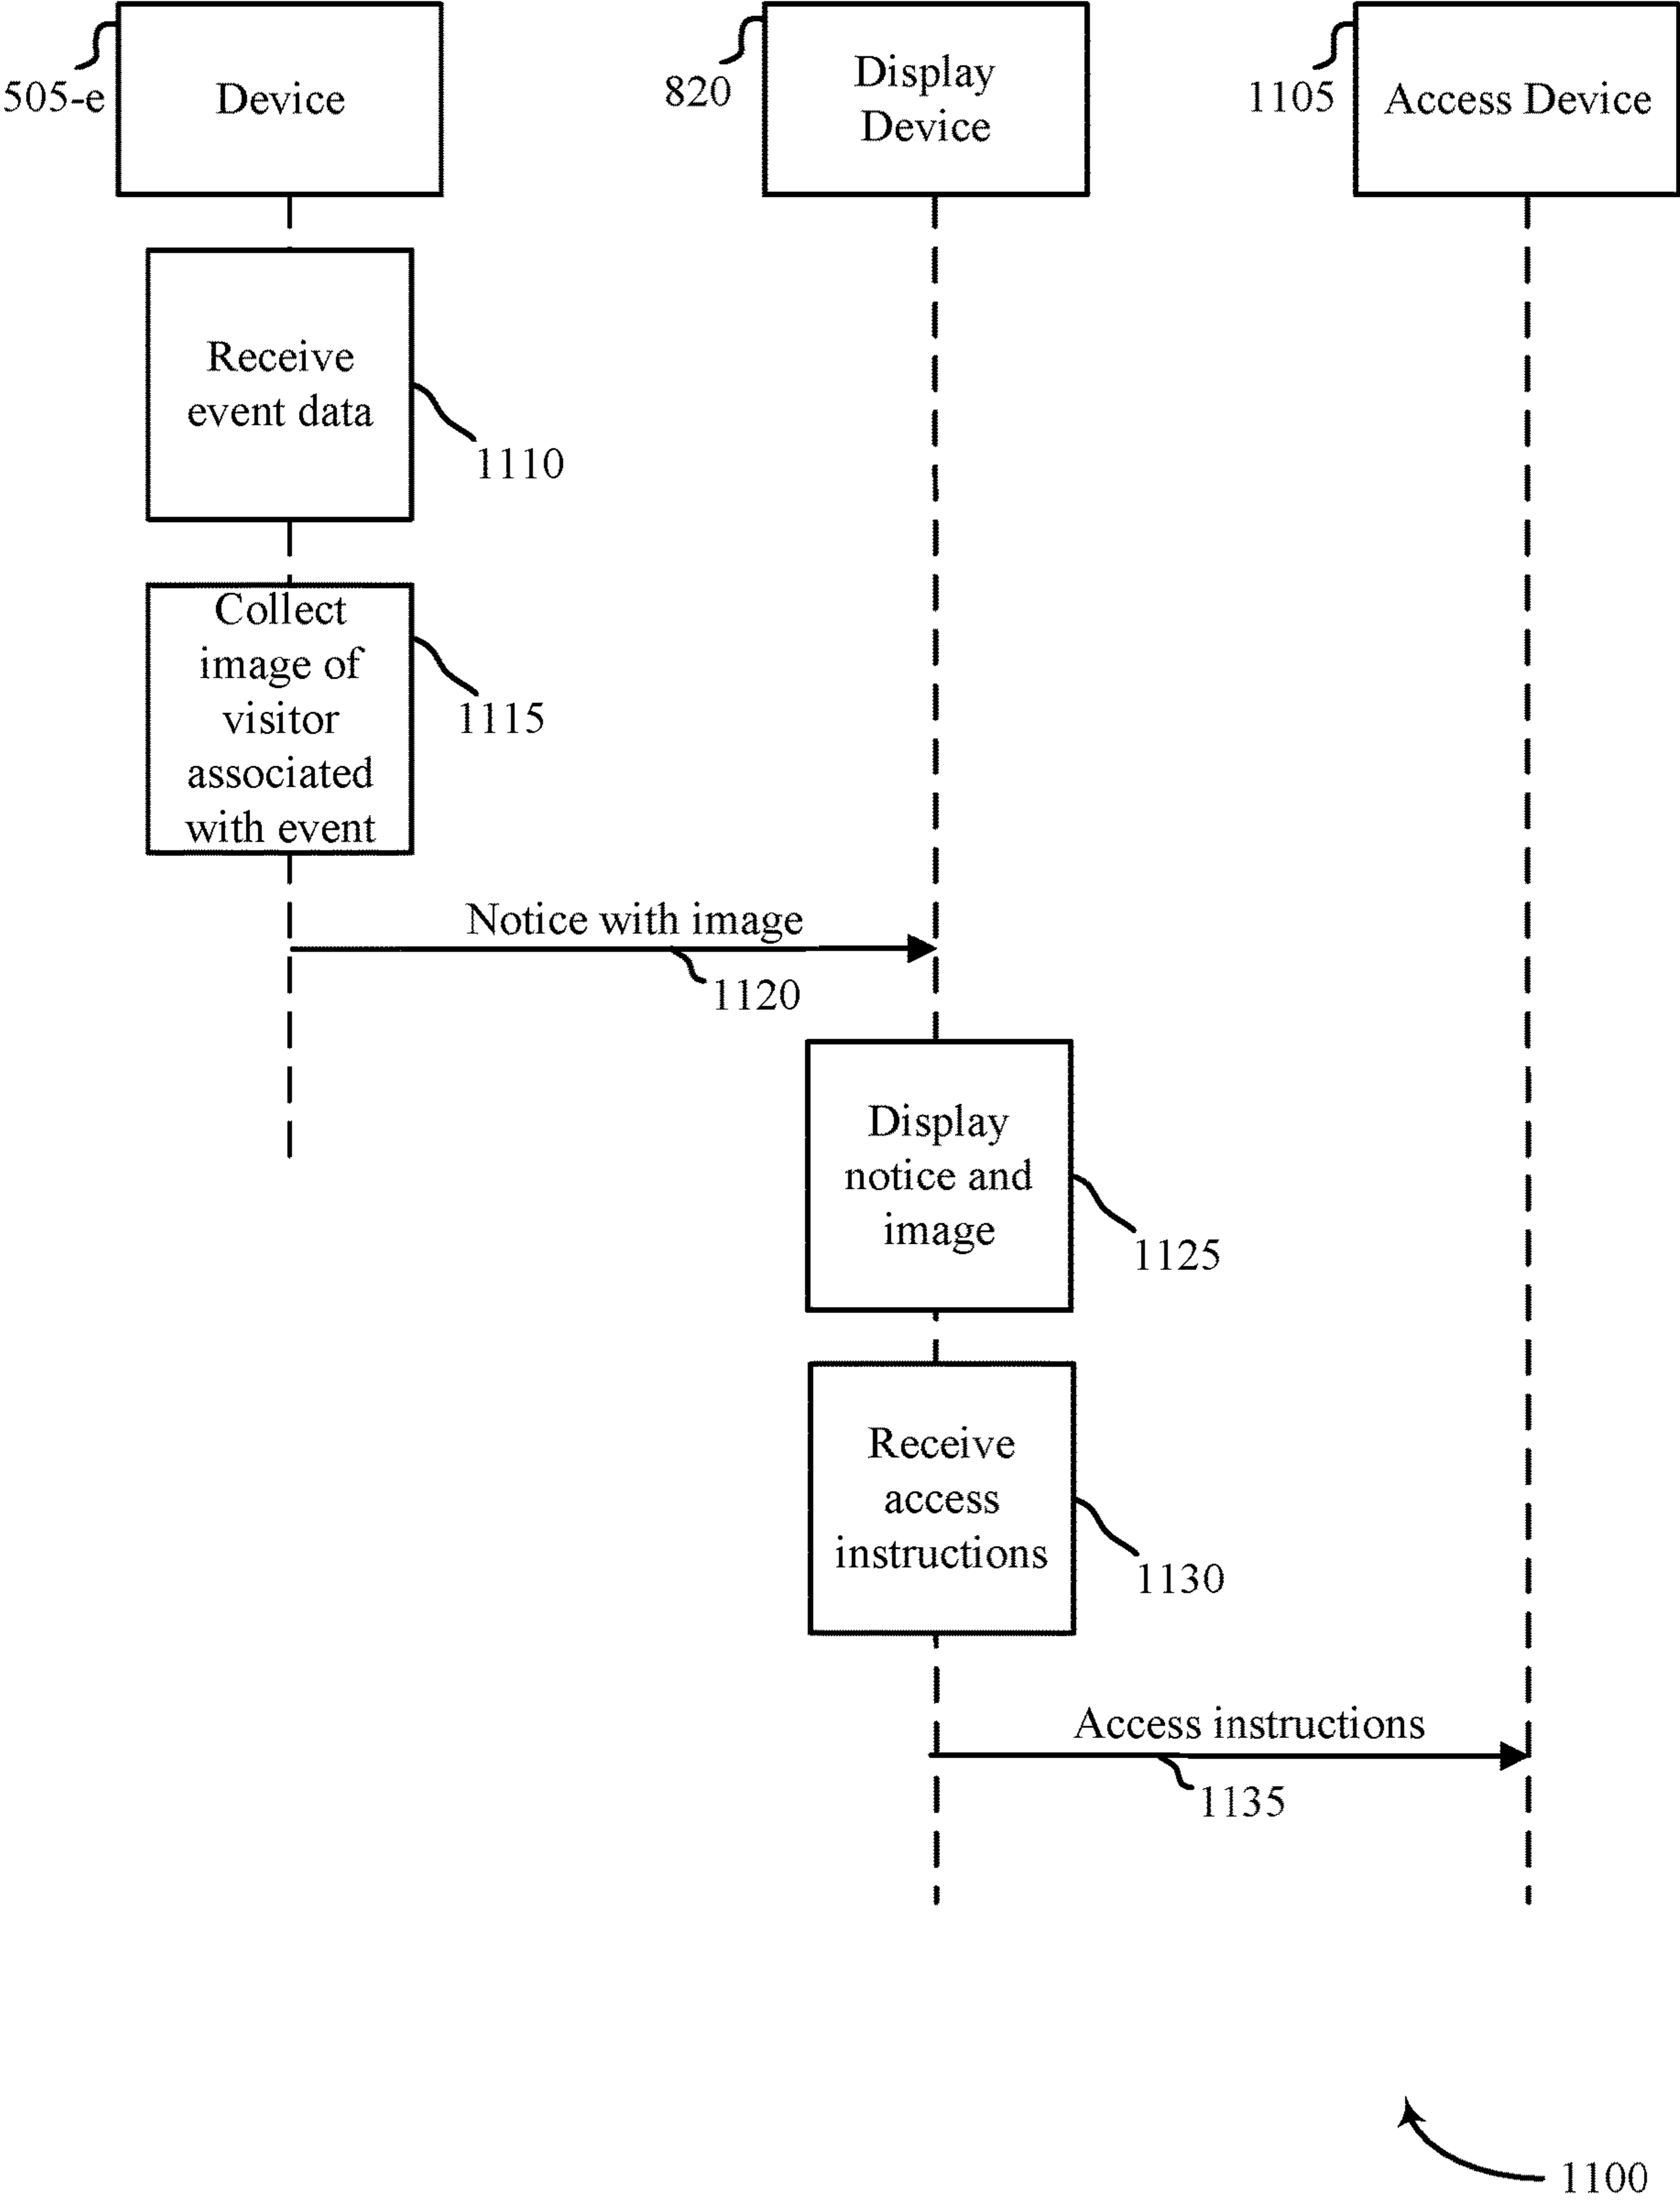 505-e
Device
820
Display
Device
1105
Access Device
Receive
event data
1110
Collect
image of
visitor
associated
with event
1115
Notice with image
1120
Display
notice and
image
1125
Receive
access
instructions
1130
Access instructions
1135
1100